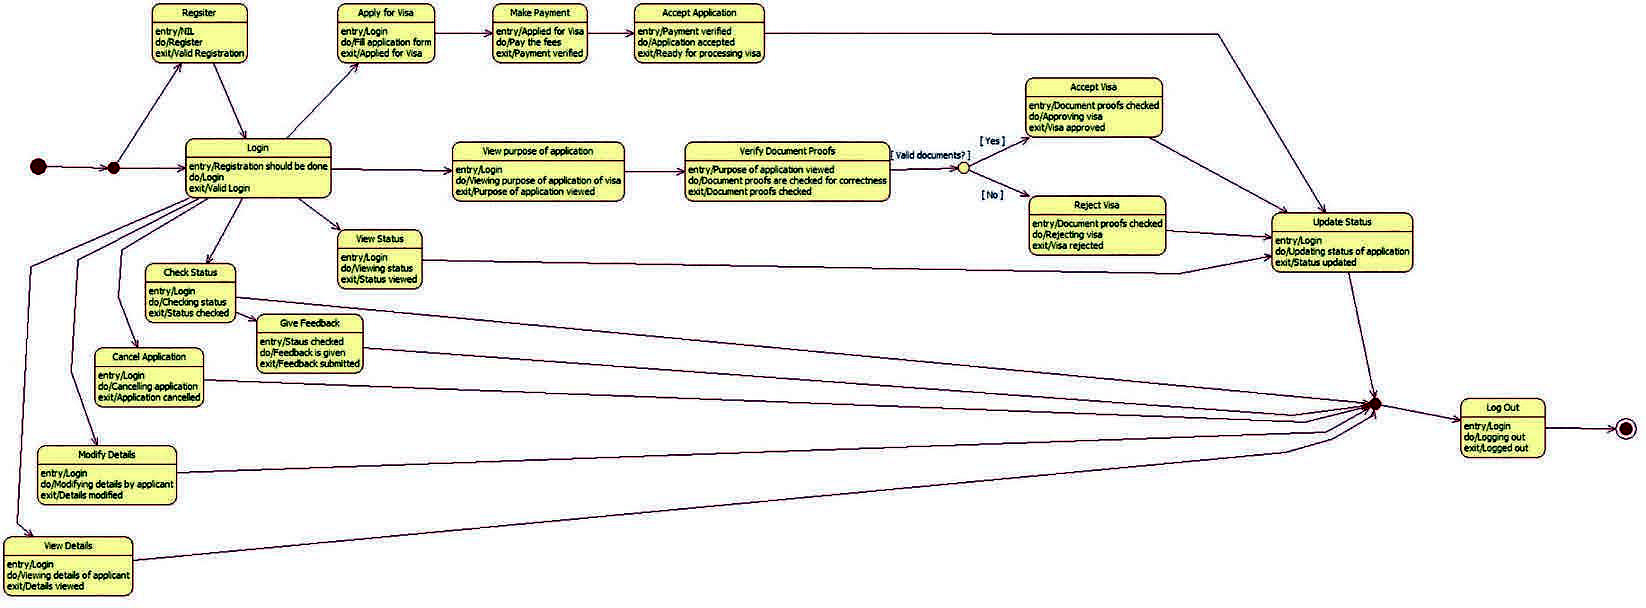 Regsiter
entry/NIL
do/Register
exit/Valid Registration
Apply for Visa
entry/Login
do/Fill application form
exit/Applied for Visa
Make Payment
entry/Applied for Visa
do/Pay the fees
exit/Payment verified
Accept Application
entry/Payment verified
do/Application accepted
exit/Ready for processing visa
Login
entry/Registration should be done
do/Login
exit/Valid Login
View purpose of application
entry/Login
do/Viewing purpose of application of visa
exit/Purpose of application viewed
Verify Document Proofs
entry/Purpose of application viewed
do/Document proofs are checked for correctness
exit/Document proofs checked
[ Valid documents? ]
[ Yes ]
[ No ]
Accept Visa
entry/Document proofs checked
do/Approving visa
exit/Visa approved
Reject Visa
entry/Document proofs checked
do/Rejecting visa
exit/Visa rejected
Update Status
entry/Login
do/Updating status of application
exit/Status updated
View Status
entry/Login
do/Viewing status
exit/Status viewed
Check Status
entry/Login
do/Checking status
exit/Status checked
Give Feedback
entry/Staus checked
do/Feedback is given
exit/Feedback submitted
Cancel Application
entry/Login
do/Cancelling application
exit/Application cancelled
Log Out
entry/Login
do/Logging out
exit/Logged out
Modify Details
entry/Login
do/Modifying details by applicant
exit/Details modified
View Details
entry/Login
do/Viewing details of applicant
exit/Details viewed